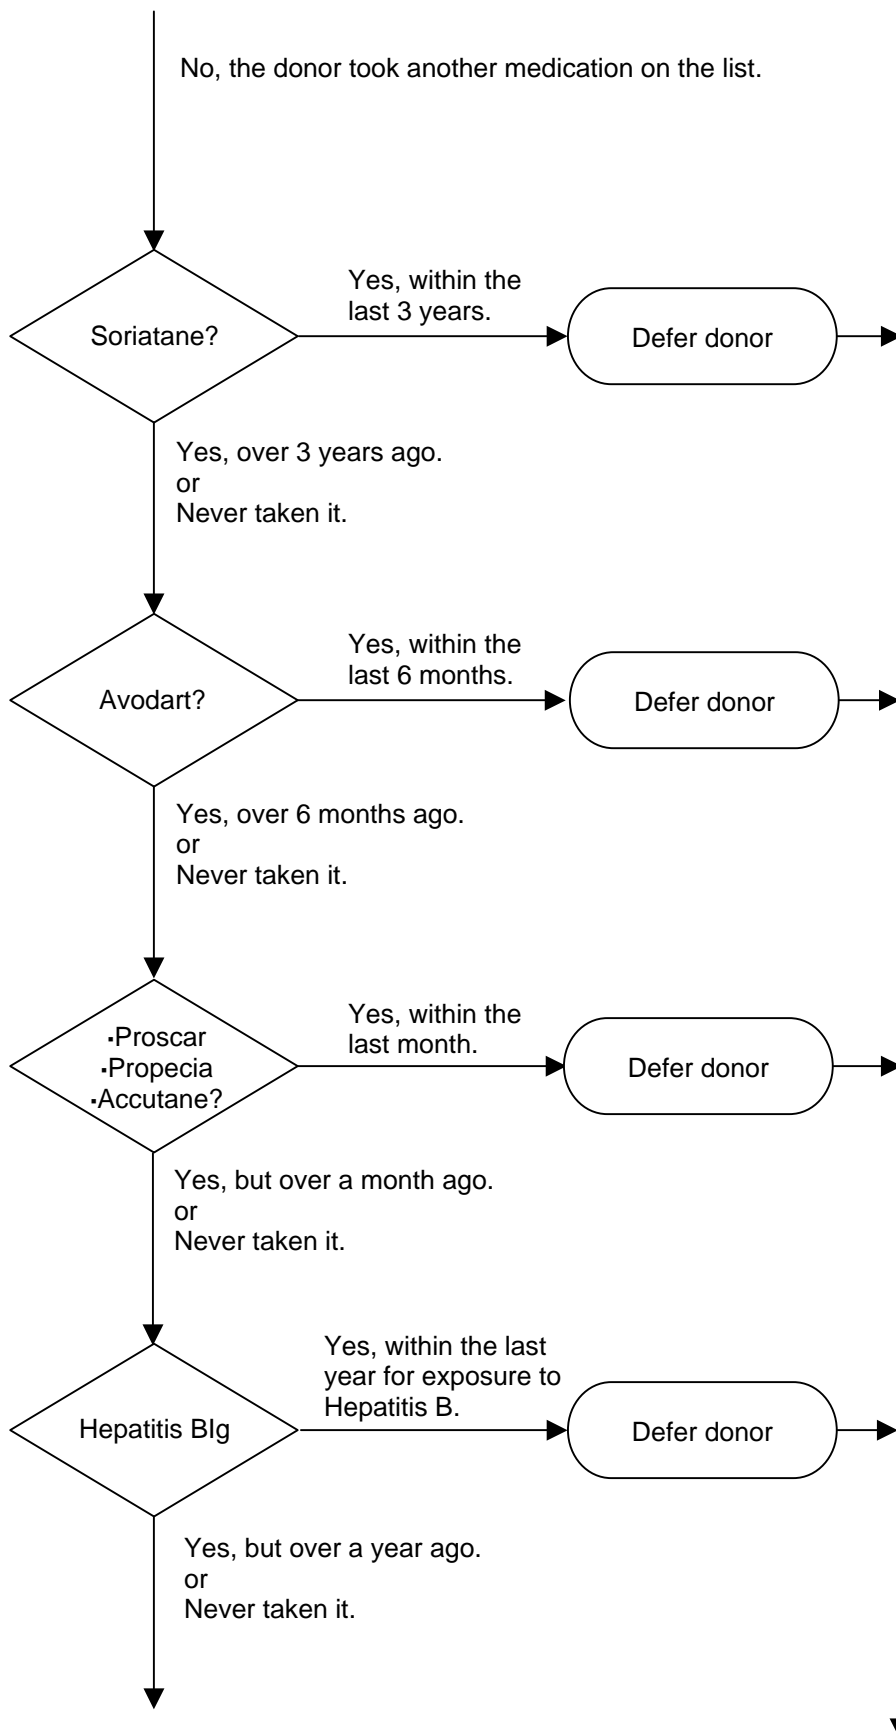 No, the donor took another medication on the list.
Yes, within the
last 3 years.
Soriatane?
Defer donor
Yes, over 3 years ago.
or
Never taken it.
Yes, within the
last 6 months.
Avodart?
Defer donor
Yes, over 6 months ago.
or
Never taken it.
Yes, within the
last month.
▪Proscar
▪Propecia
▪Accutane?
Defer donor
Yes, but over a month ago.
or
Never taken it.
Yes, within the last
year for exposure to
Hepatitis B.
Hepatitis BIg
Defer donor
Yes, but over a year ago.
or
Never taken it.